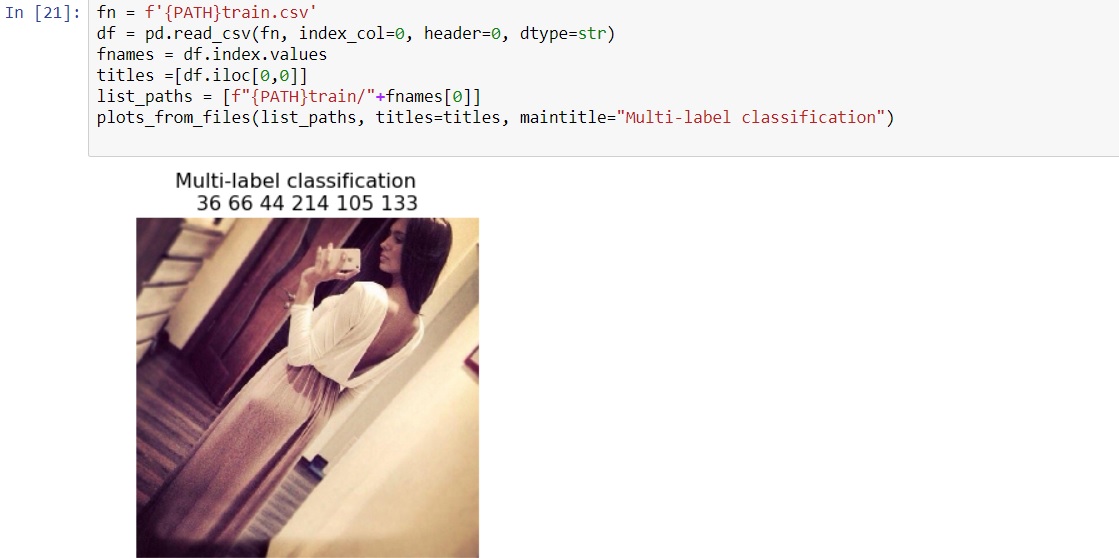 In [21]: fn = f'{PATH}train.csv'
df = pd.read_csv(fn, index_col=0, header=0, dtype=str)
fnames = df.index.values
titles =[df.iloc[0,0]]
list_paths = [f"{PATH}train/"+fnames[0]]
plots_from_files(list_paths, titles=titles, maintitle="Multi-label classification")
Multi-label classification
36 66 44 214 105 133